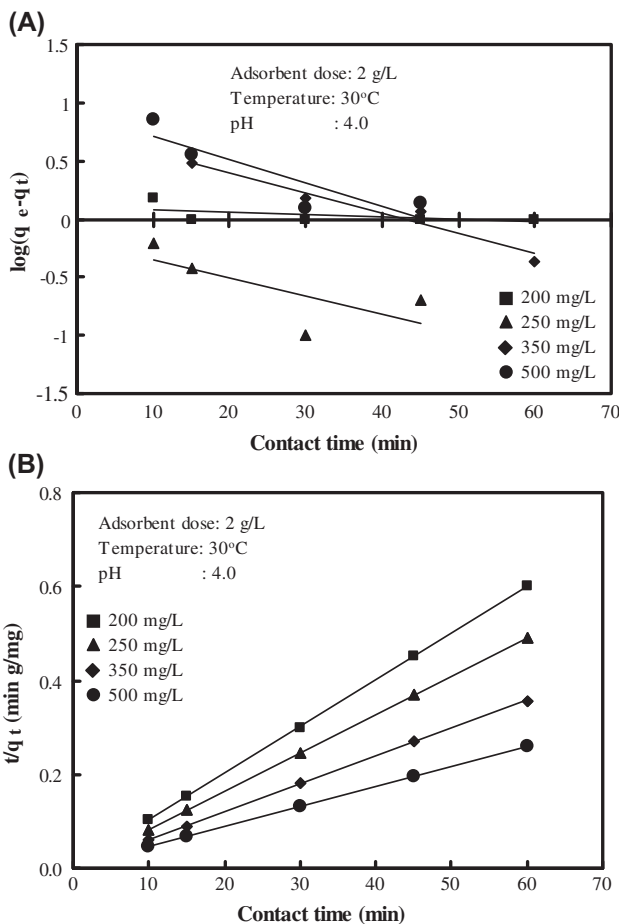 (A)
1.5
1
0.5
0
-0.5
-1
-1.5
log(q e-q t)
Adsorbent dose: 2 g/L
Temperature: 30°C
pH : 4.0
200 mg/L
250 mg/L
350 mg/L
500 mg/L
0 10 20 30 40 50 60 70
Contact time (min)
(B)
0.8
0.6
0.4
0.2
0.0
t/q t (min g/mg)
Adsorbent dose: 2 g/L
Temperature: 30°C
pH : 4.0
200 mg/L
250 mg/L
350 mg/L
500 mg/L
0 10 20 30 40 50 60 70
Contact time (min)